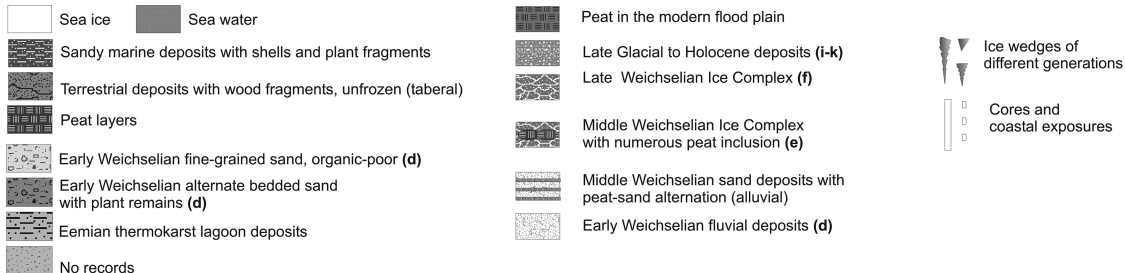 Sea ice
Sea water
Sandy marine deposits with shells and plant fragments
Terrestrial deposits with wood fragments, unfrozen (taberal)
Peat layers
Early Weichselian fine-grained sand, organic-poor (d)
Early Weichselian alternate bedded sand
with plant remains (d)
Eemian thermokarst lagoon deposits
No records
Peat in the modern flood plain
Late Glacial to Holocene deposits (i-k)
Late Weichselian Ice Complex (f)
Middle Weichselian Ice Complex
with numerous peat inclusion (e)
Middle Weichselian sand deposits with
peat-sand alternation (alluvial)
Early Weichselian fluvial deposits (d)
Ice wedges of
different generations
Cores and
coastal exposures